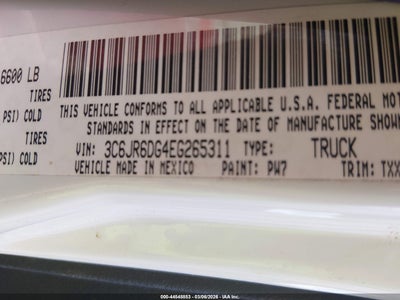 6600 LB
TIRES
PSI) COLD
TIRES
PSI) COLD
THIS VEHICLE CONFORMS TO ALL APPLICABLE U.S.A. FEDERAL MOT
STANDARDS IN EFFECT ON THE DATE OF MANUFACTURE SHOW
VIN: 3C6JR6DG4EG265311 TYPE: TRUCK
VEHICLE MADE IN MEXICO PAINT: PW7 TRIM: TXX
000-44548853 - 03/06/2026 - IAA Inc.